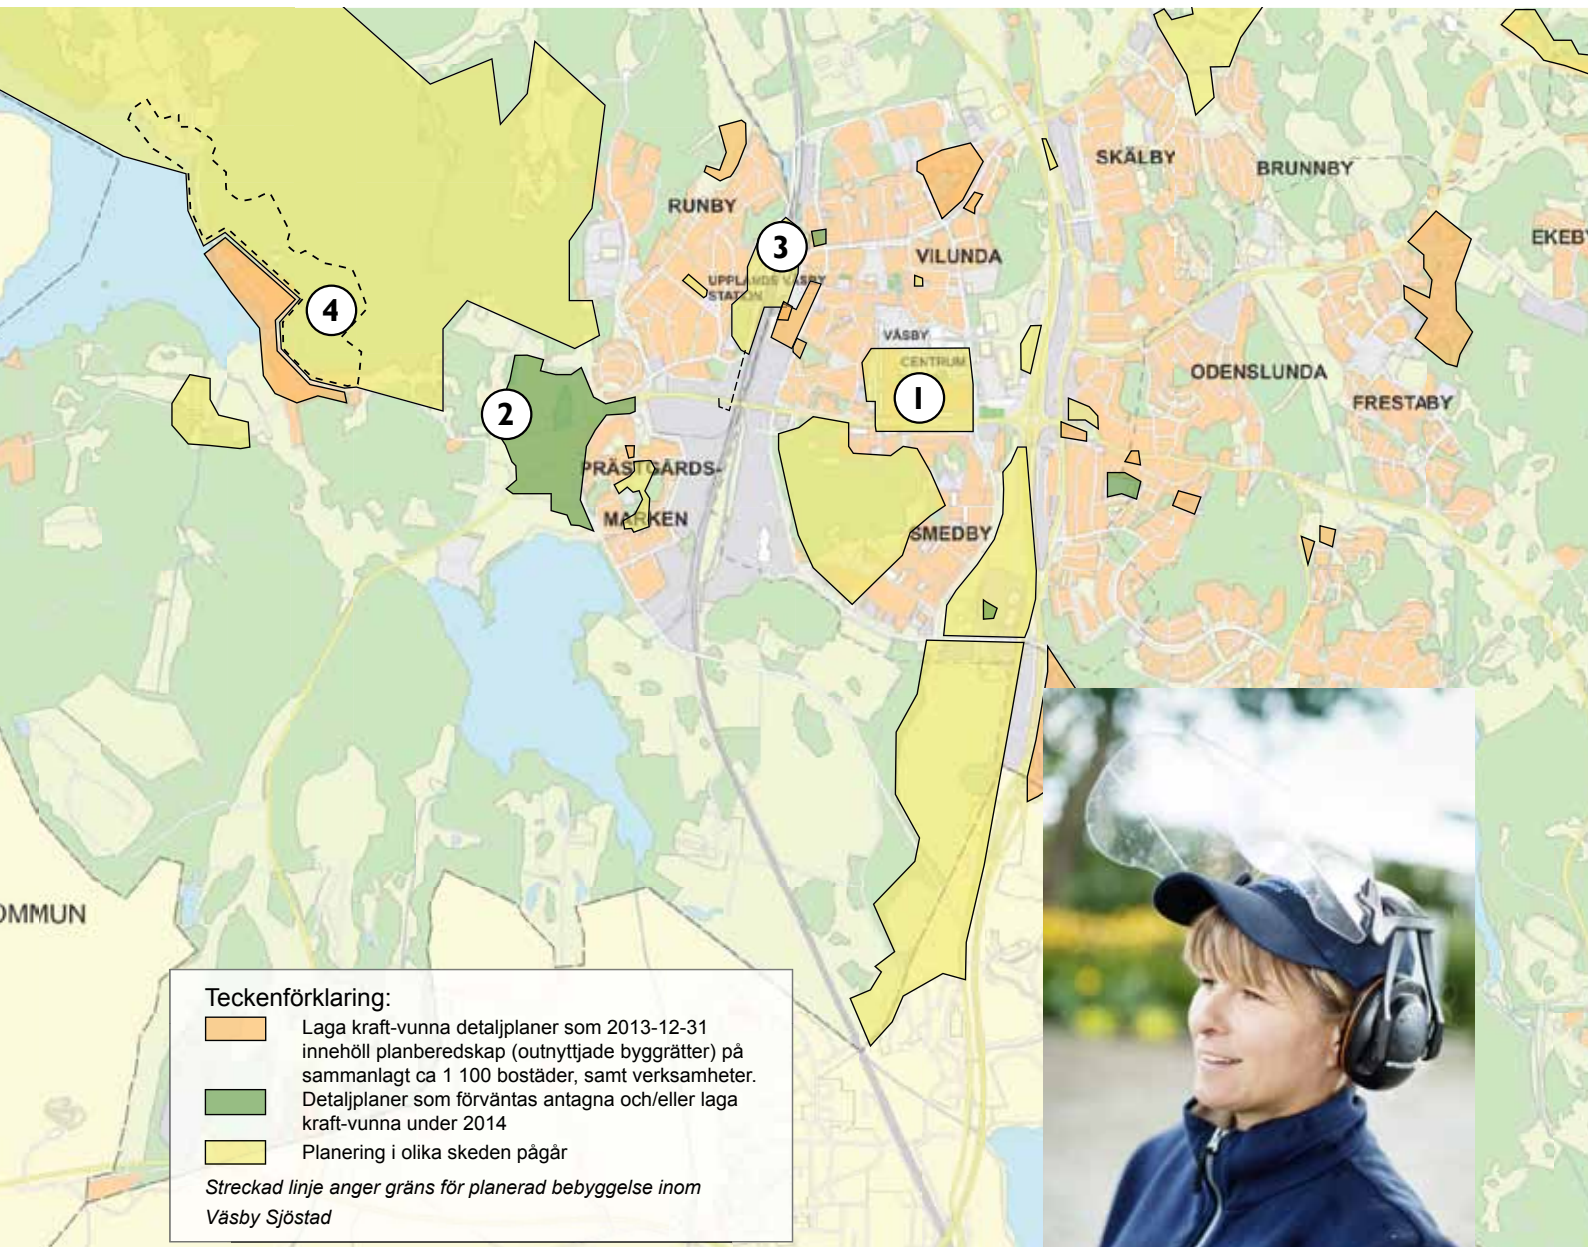 SKÄLBY
BRUNNBY
RUNBY
3
EKEBY
VILUNDA
UPPLANDS VÄSBY
STATION
4
VÄSBY
CENTRUM
ODENSLUNDA
1
FRESTABY
2
PRÄSTGÅRDS-
MARKEN
SMEDBY
OMMUN
Teckenförklaring:
Laga kraft-vunna detaljplaner som 2013-12-31
innehöll planberedskap (outnyttjade byggrätter) på
sammanlagt ca 1 100 bostäder, samt verksamheter.
Detaljplaner som förväntas antagna och/eller laga
kraft-vunna under 2014
Planering i olika skeden pågår
Streckad linje anger gräns för planerad bebyggelse inom
Väsby Sjöstad